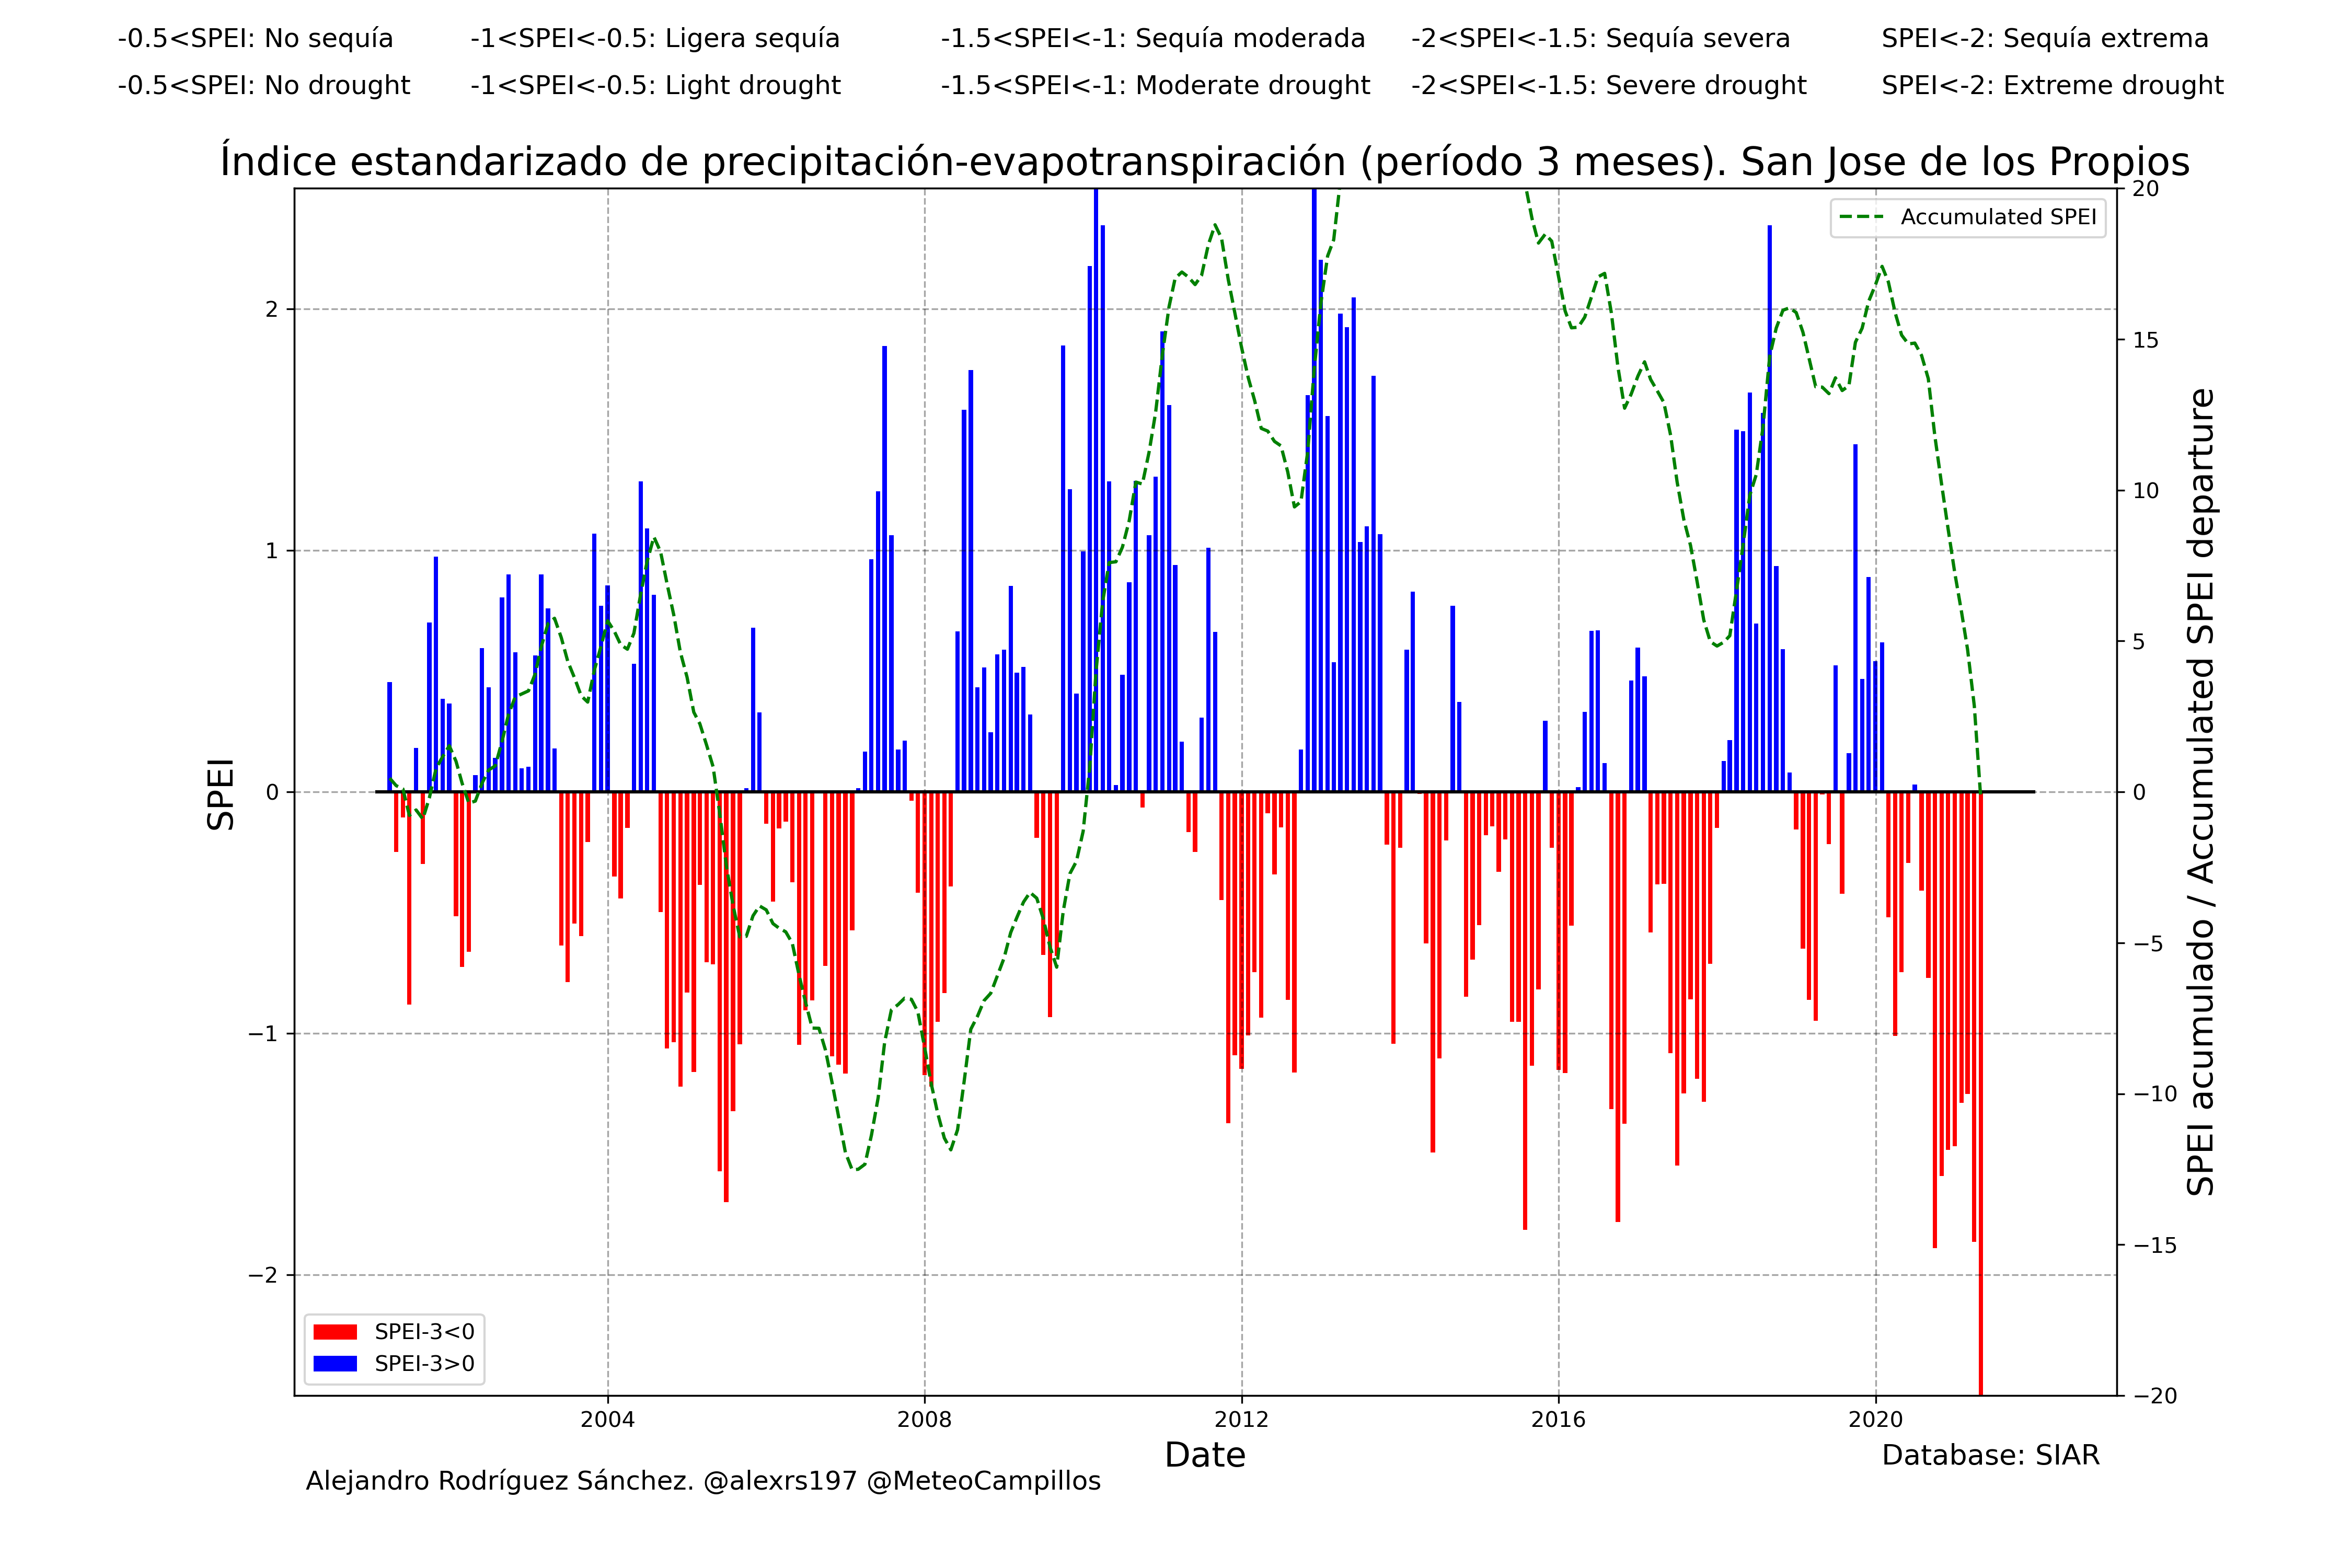 -0.5<SPEI: No sequía -1<SPEI<-0.5: Ligera sequía -1.5<SPEI<-1: Sequía moderada -2<SPEI<-1.5: Sequía severa SPEI<-2: Sequía extrema
-0.5<SPEI: No drought -1<SPEI<-0.5: Light drought -1.5<SPEI<-1: Moderate drought -2<SPEI<-1.5: Severe drought SPEI<-2: Extreme drought
Índice estandarizado de precipitación-evapotranspiración (período 3 meses). San Jose de los Propios
Accumulated SPEI
2
1
0
−1
−2
SPEI
20
15
10
5
0
−5
−10
−15
−20
SPEI acumulado / Accumulated SPEI departure
SPEI-3<0
SPEI-3>0
2004 2008 2012 2016 2020
Date
Database: SIAR
Alejandro Rodríguez Sánchez. @alexrs197 @MeteoCampillos